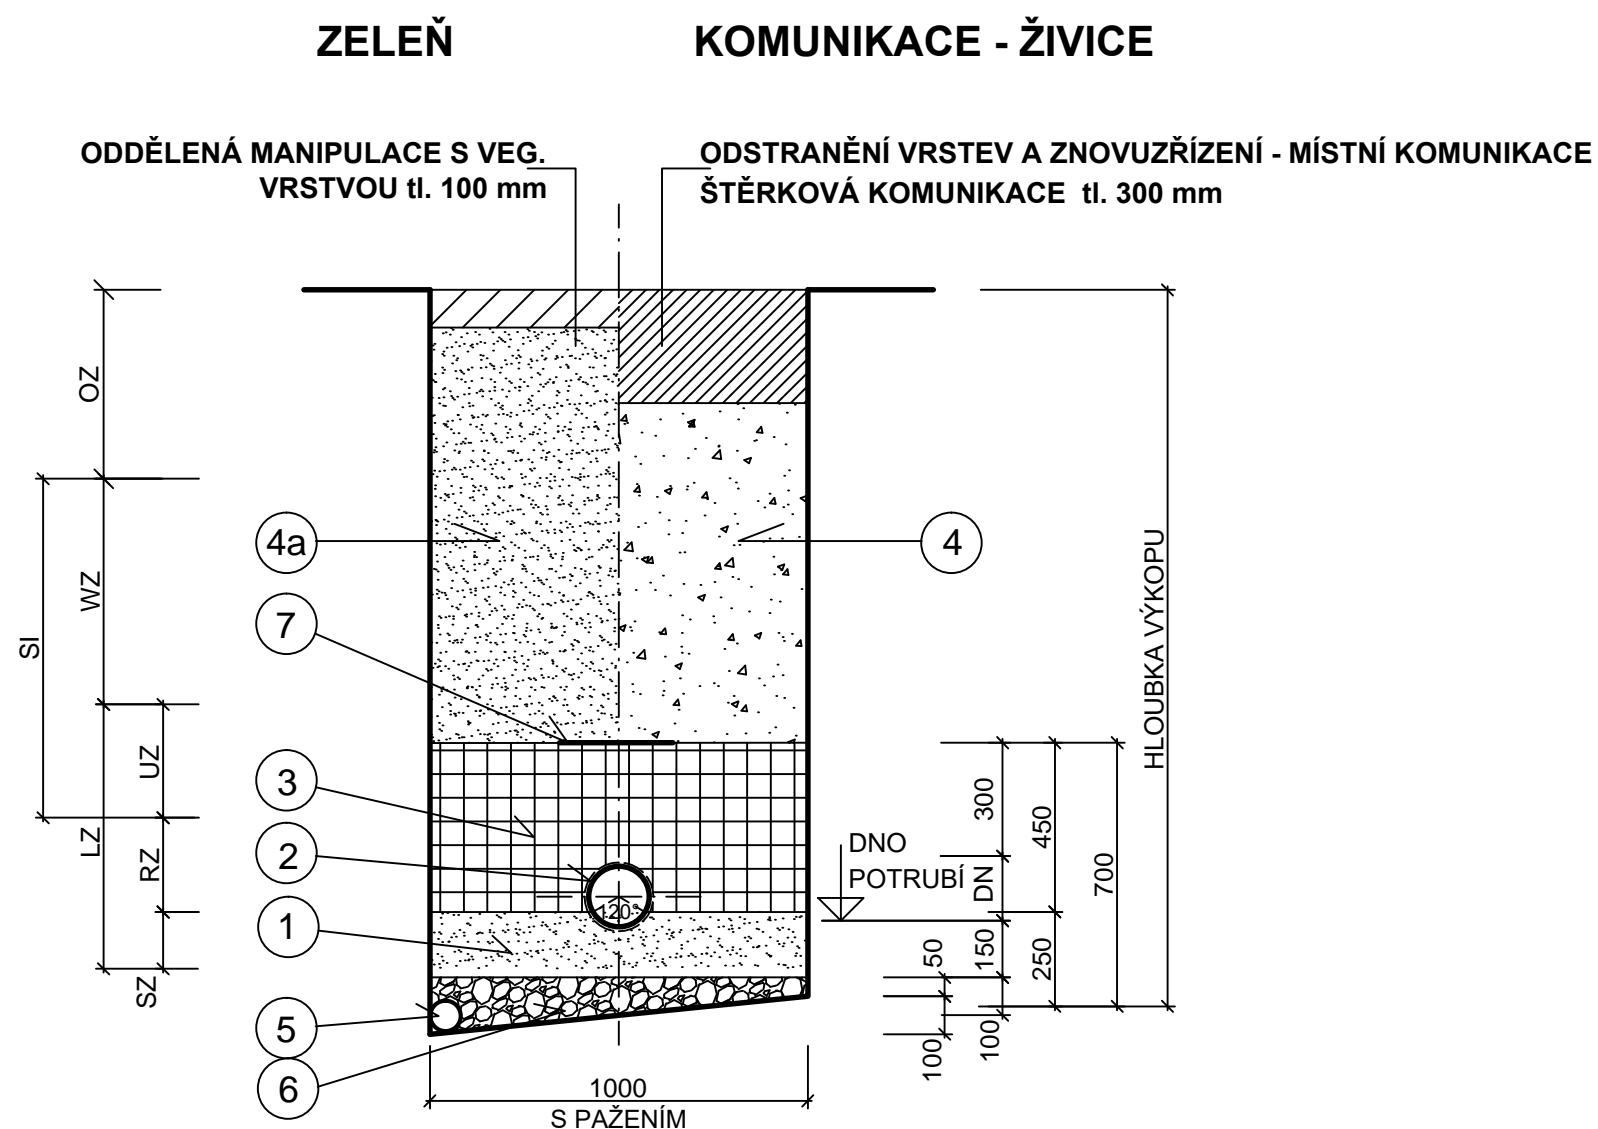 ZELEŇ
KOMUNIKACE - ŽIVICE
ODDĚLENÁ MANIPULACE S VEG.
VRSTVOU tl. 100 mm
ODSTRANĚNÍ VRSTEV A ZNOVUZŘÍZENÍ - MÍSTNÍ KOMUNIKACE
ŠTĚRKOVÁ KOMUNIKACE tl. 300 mm
OZ
WZ
SI
UZ
LZ
RZ
SZ
4a
4
7
3
2
1
5
6
120°
DNO
POTRUBÍ
HLOUBKA VÝKOPU
300
450
700
DN
50
150
250
100
100
1000
S PAŽENÍM